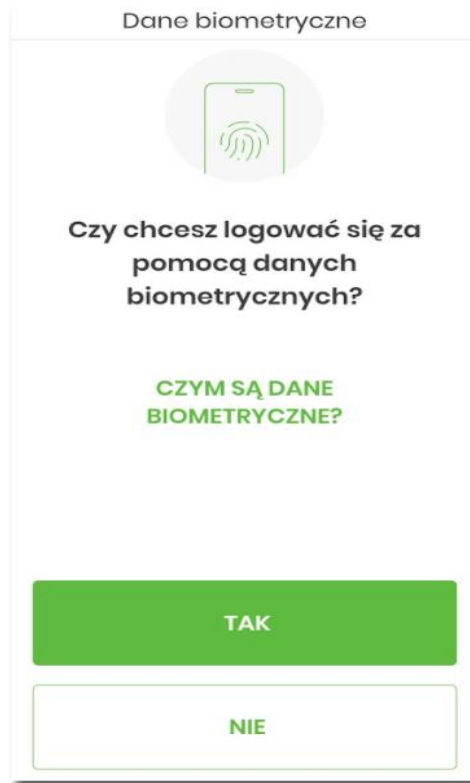 Dane biometryczne
Czy chcesz logować się za
pomocą danych
biometrycznych?
CZYM SĄ DANE
BIOMETRYCZNE?
TAK
NIE